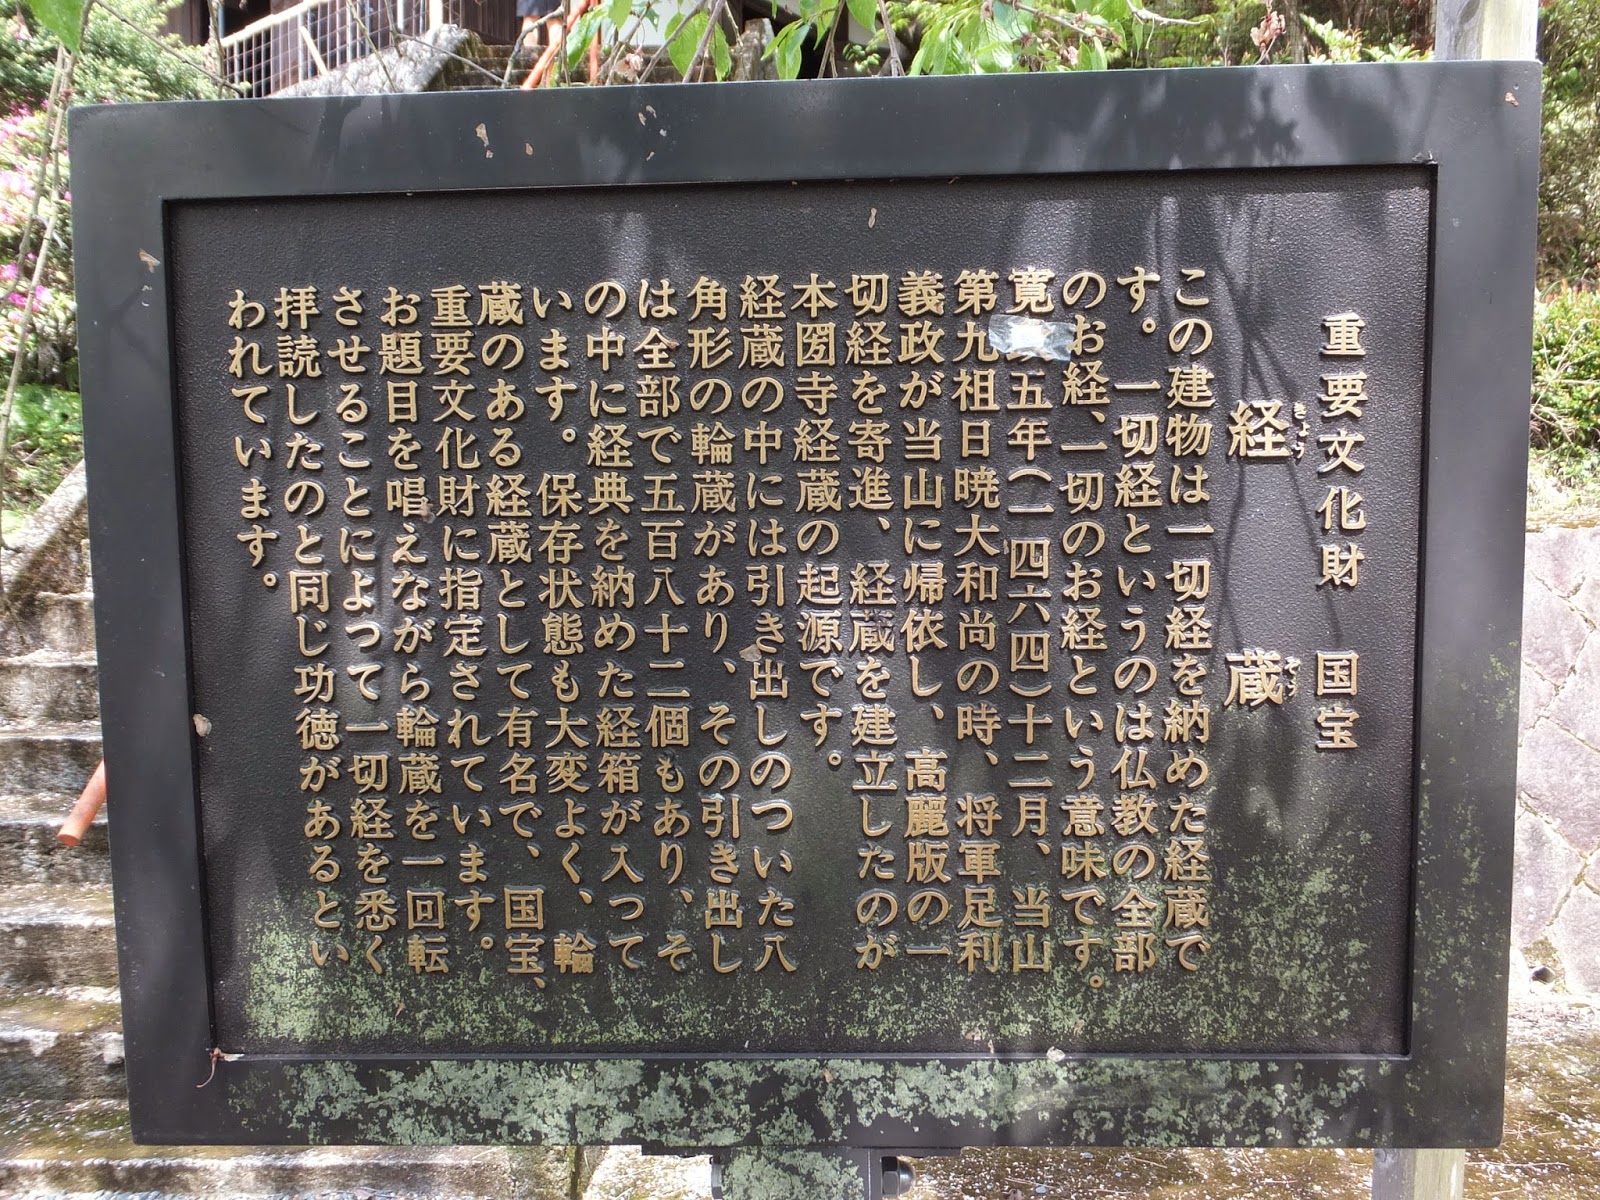 重要文化財 国宝
経蔵
きょうぞう
この建物は一切経を納めた経蔵で
す。一切経というのは仏教の全部
のお経、一切のお経という意味です。
寛 五年(一四六四)十二月、当山
第九祖日暁大和尚の時、将軍足利
義政が当山に帰依し、高麗版の一
切経を寄進、経蔵を建立したのが
本圀寺経蔵の起源です。
経蔵の中には引き出しのついた八
角形の輪蔵があり、その引き出し
は全部で五百八十二個もあり、そ
の中に経典を納めた経箱が入って
います。保存状態も大変よく、輪
蔵のある経蔵として有名で、国宝、
重要文化財に指定されています。
お題目を唱えながら輪蔵を一回転
させることによって一切経を悉く
拝読したのと同じ功徳があるとい
われています。